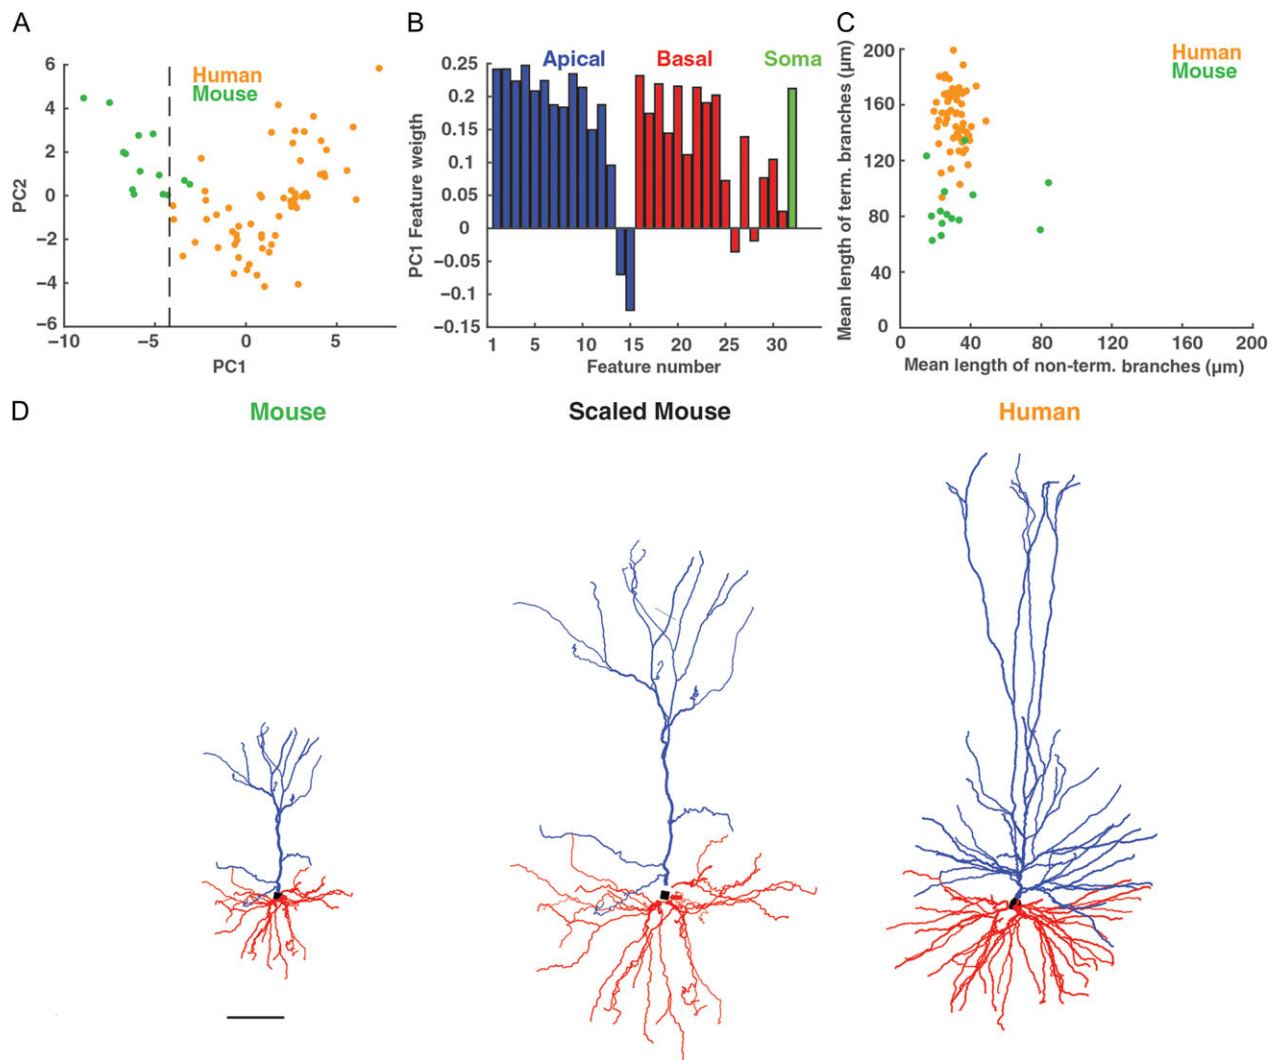 A
B
C
Human
Mouse
6
4
2
0
−2
−4
−6
PC2
−10
−5
0
5
PC1
Apical
Basal
Soma
0.25
0.2
0.15
0.1
0.05
0
−0.05
−0.1
−0.15
PC1 Feature weigth
1
5
10
15
20
25
30
Feature number
Human
Mouse
200
160
120
80
40
0
Mean length of term. branches (µm)
0
40
80
120
160
200
Mean length of non-term. branches (µm)
D
Mouse
Scaled Mouse
Human